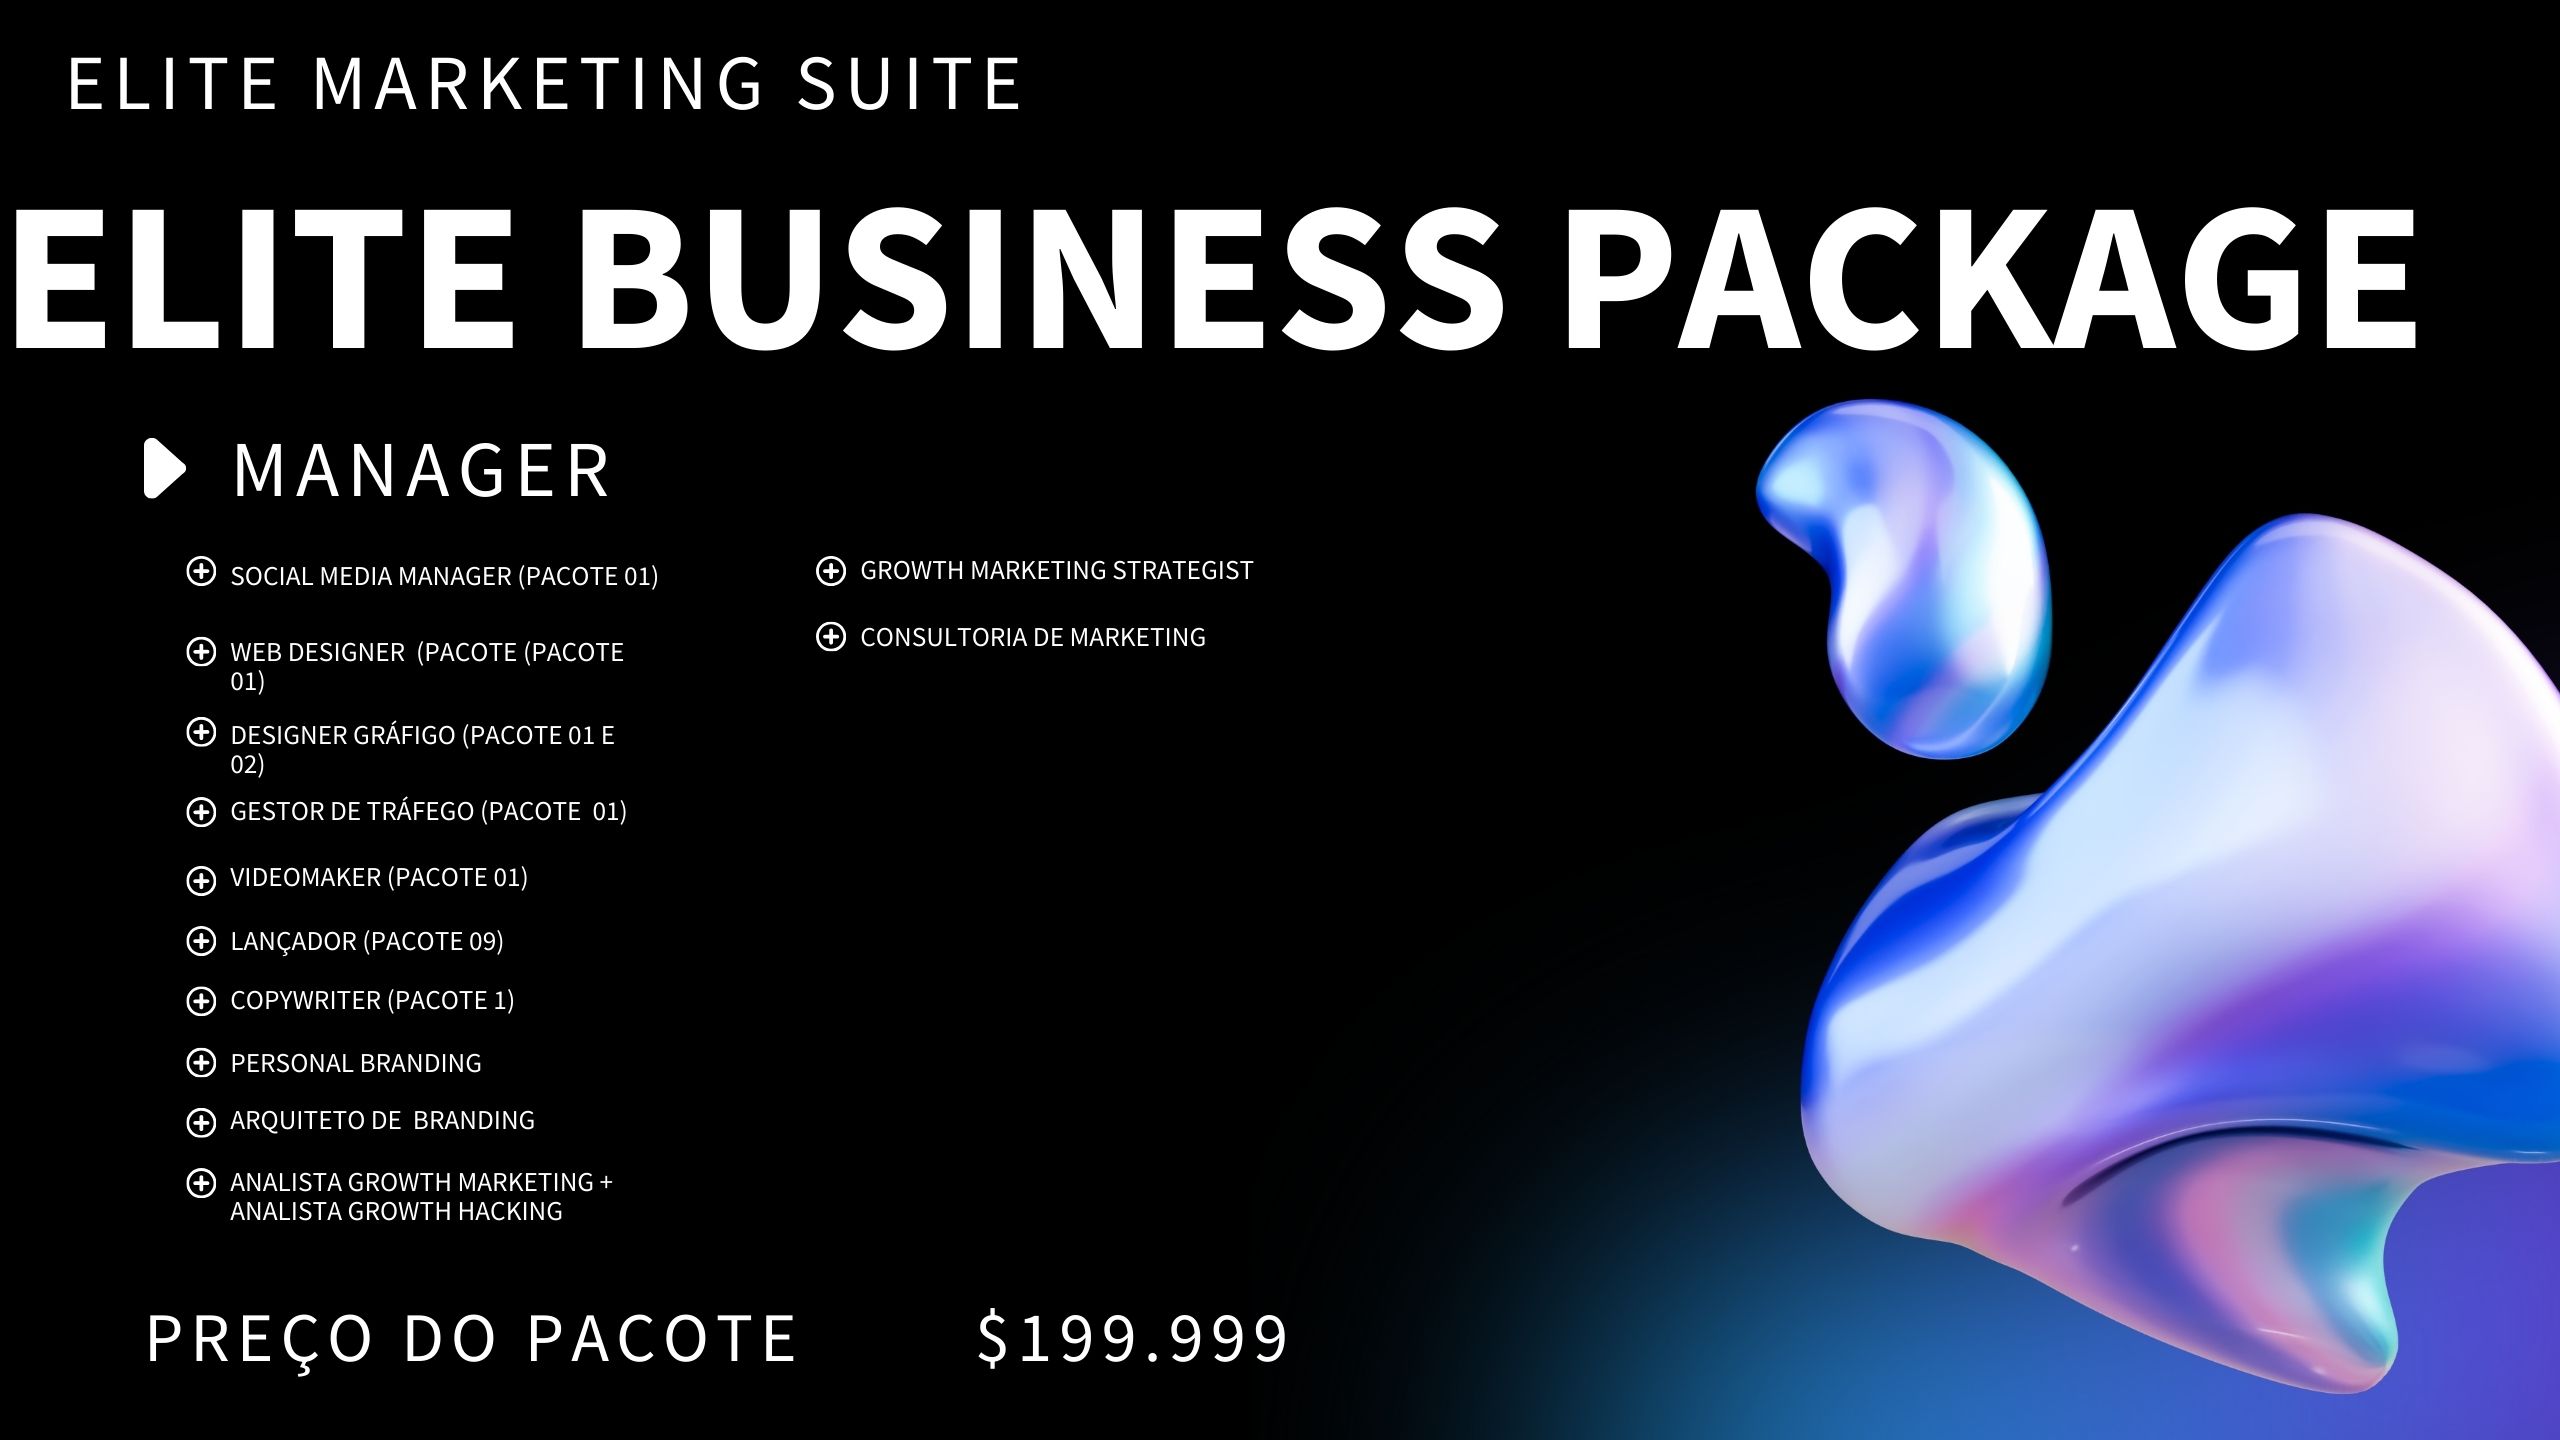 ELITE MARKETING SUITE
ELITE BUSINESS PACKAGE
MANAGER
SOCIAL MEDIA MANAGER (PACOTE 01)
WEB DESIGNER  (PACOTE (PACOTE
01)
DESIGNER GRÁFIGO (PACOTE 01 E
02)
GESTOR DE TRÁFEGO (PACOTE  01)
VIDEOMAKER (PACOTE 01)
LANÇADOR (PACOTE 09)
COPYWRITER (PACOTE 1)
PERSONAL BRANDING
ARQUITETO DE  BRANDING
ANALISTA GROWTH MARKETING +
ANALISTA GROWTH HACKING
GROWTH MARKETING STRATEGIST
CONSULTORIA DE MARKETING
PREÇO DO PACOTE $199.999